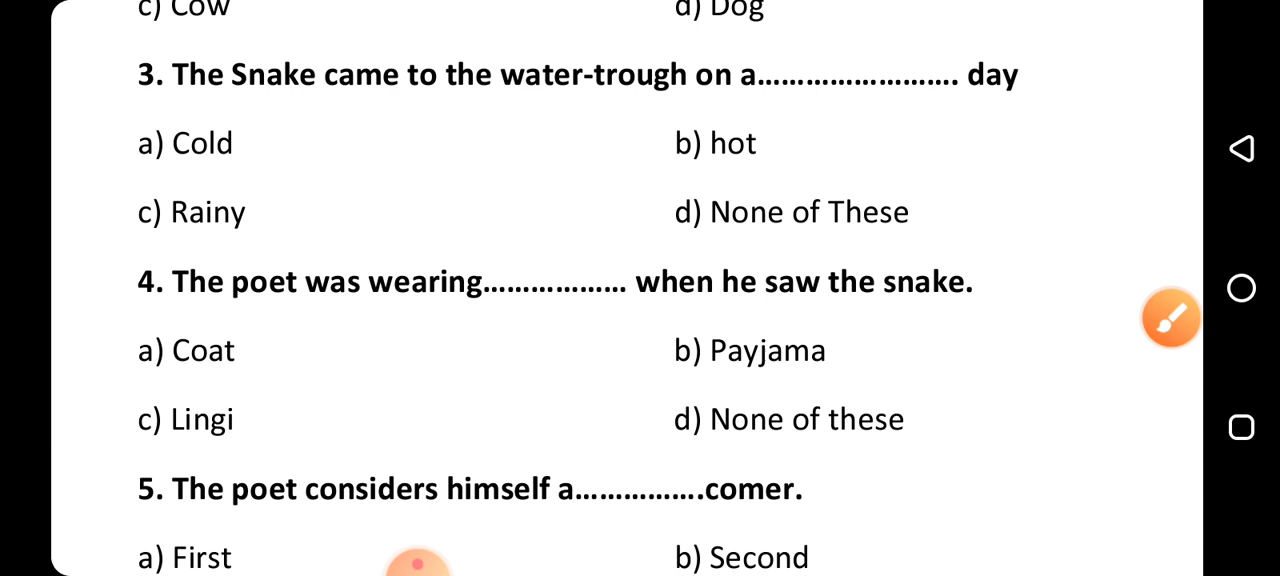 c) Cow d) Dog
3. The Snake came to the water-trough on a........................ day
a) Cold b) hot
c) Rainy d) None of These
4. The poet was wearing................. when he saw the snake.
a) Coat b) Payjama
c) Lingi d) None of these
5. The poet considers himself a...............comer.
a) First b) Second